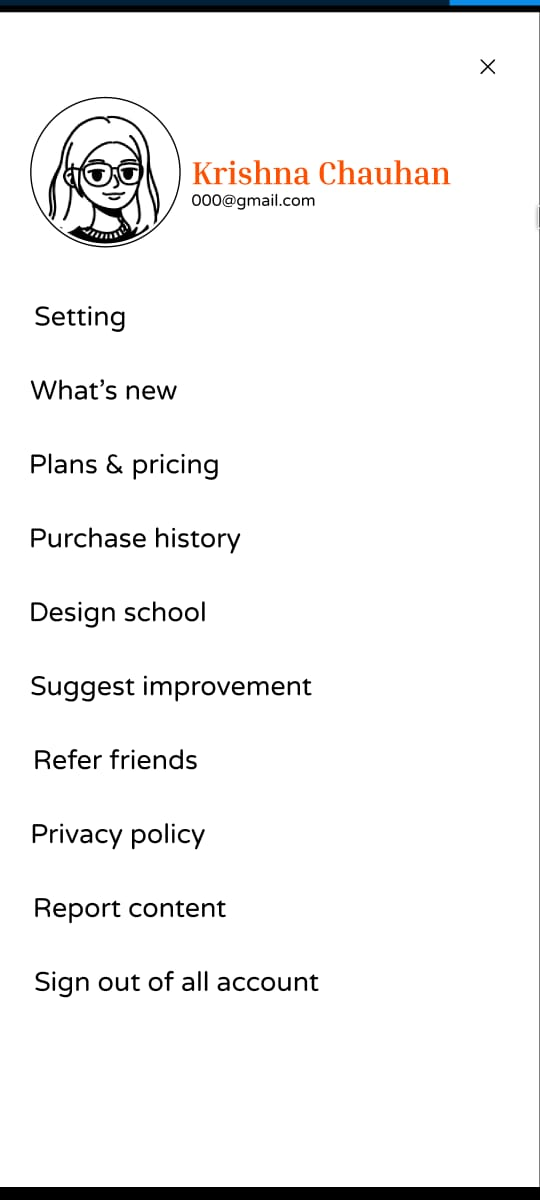 Krishna Chauhan
000@gmail.com
Setting
What’s new
Plans & pricing
Purchase history
Design school
Suggest improvement
Refer friends
Privacy policy
Report content
Sign out of all account